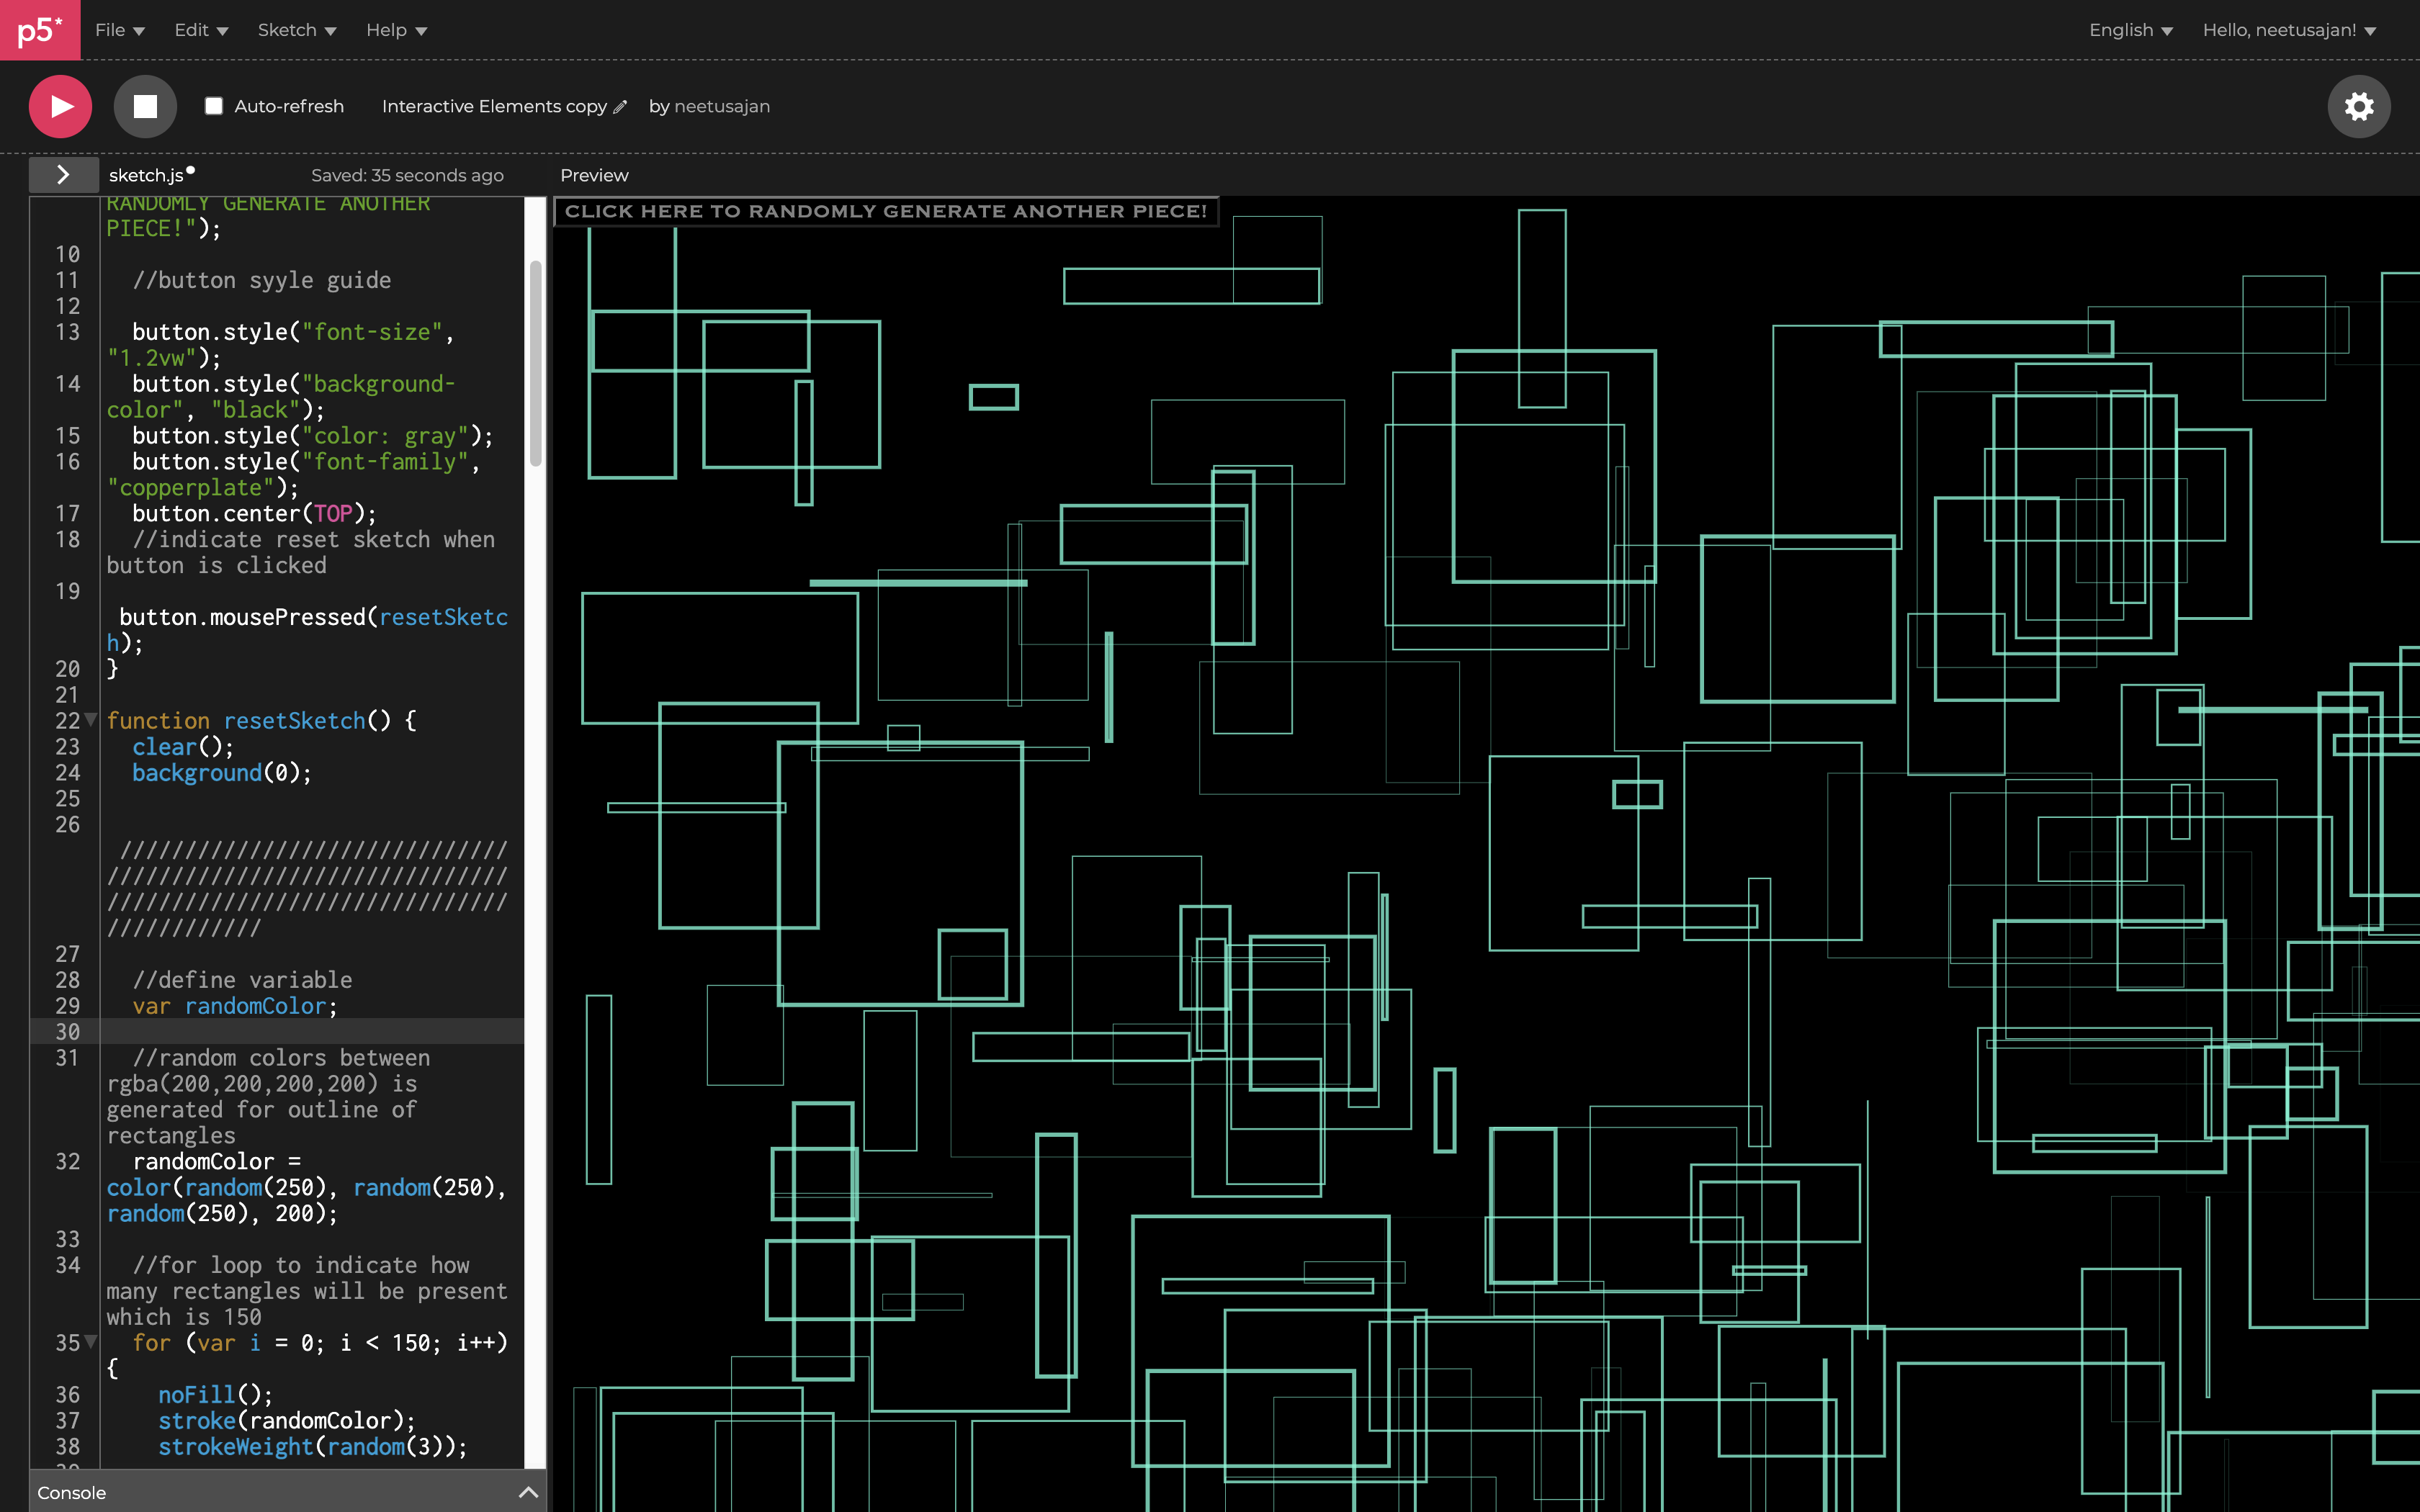 p5*
File Edit Sketch Help English Hello, neetusajan!
Auto-refresh Interactive Elements copy by neetusajan
sketch.js Saved: 35 seconds ago Preview
CLICK HERE TO RANDOMLY GENERATE ANOTHER PIECE!
RANDOMLY GENERATE ANOTHER
PIECE!");
10
11 //button syyle guide
12
13 button.style("font-size",
"1.2vw");
14 button.style("background-
color", "black");
15 button.style("color: gray");
16 button.style("font-family",
"copperplate");
17 button.center(TOP);
18 //indicate reset sketch when
button is clicked
19
button.mousePressed(resetSketc
h);
20 }
21
22 function resetSketch() {
23 clear();
24 background(0);
25
26
///////////////////////////////
///////////////////////////////
///////////////////////////////
////////////
27
28 //define variable
29 var randomColor;
30
31 //random colors between
rgba(200,200,200,200) is
generated for outline of
rectangles
32 randomColor =
color(random(250), random(250),
random(250), 200);
33
34 //for loop to indicate how
many rectangles will be present
which is 150
35 for (var i = 0; i < 150; i++)
{
36 noFill();
37 stroke(randomColor);
38 strokeWeight(random(3));
Console